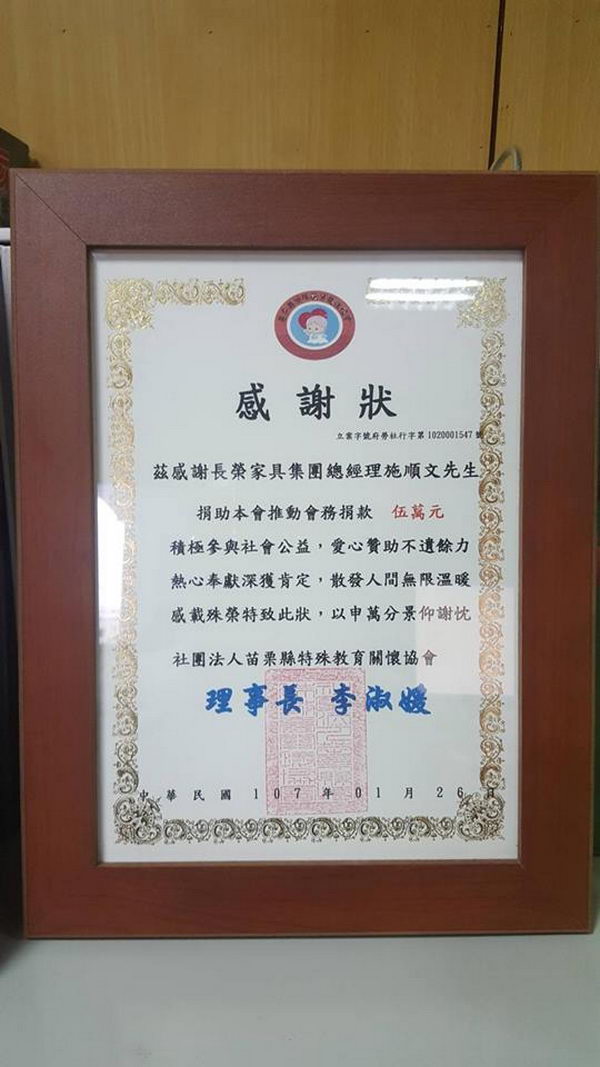 感謝狀
立案字號府勞社行字第1020001547號
茲感謝長榮家具集團總經理施順文先生
捐助本會推動會務捐款 伍萬元
積極參與社會公益，愛心贊助不遺餘力
熱心奉獻深獲肯定，散發人間無限溫暖
感載殊榮特致此狀，以申萬分景仰謝忱
社團法人苗栗縣特殊教育關懷協會
理事長 李淑媛
中華民國107年01月26日